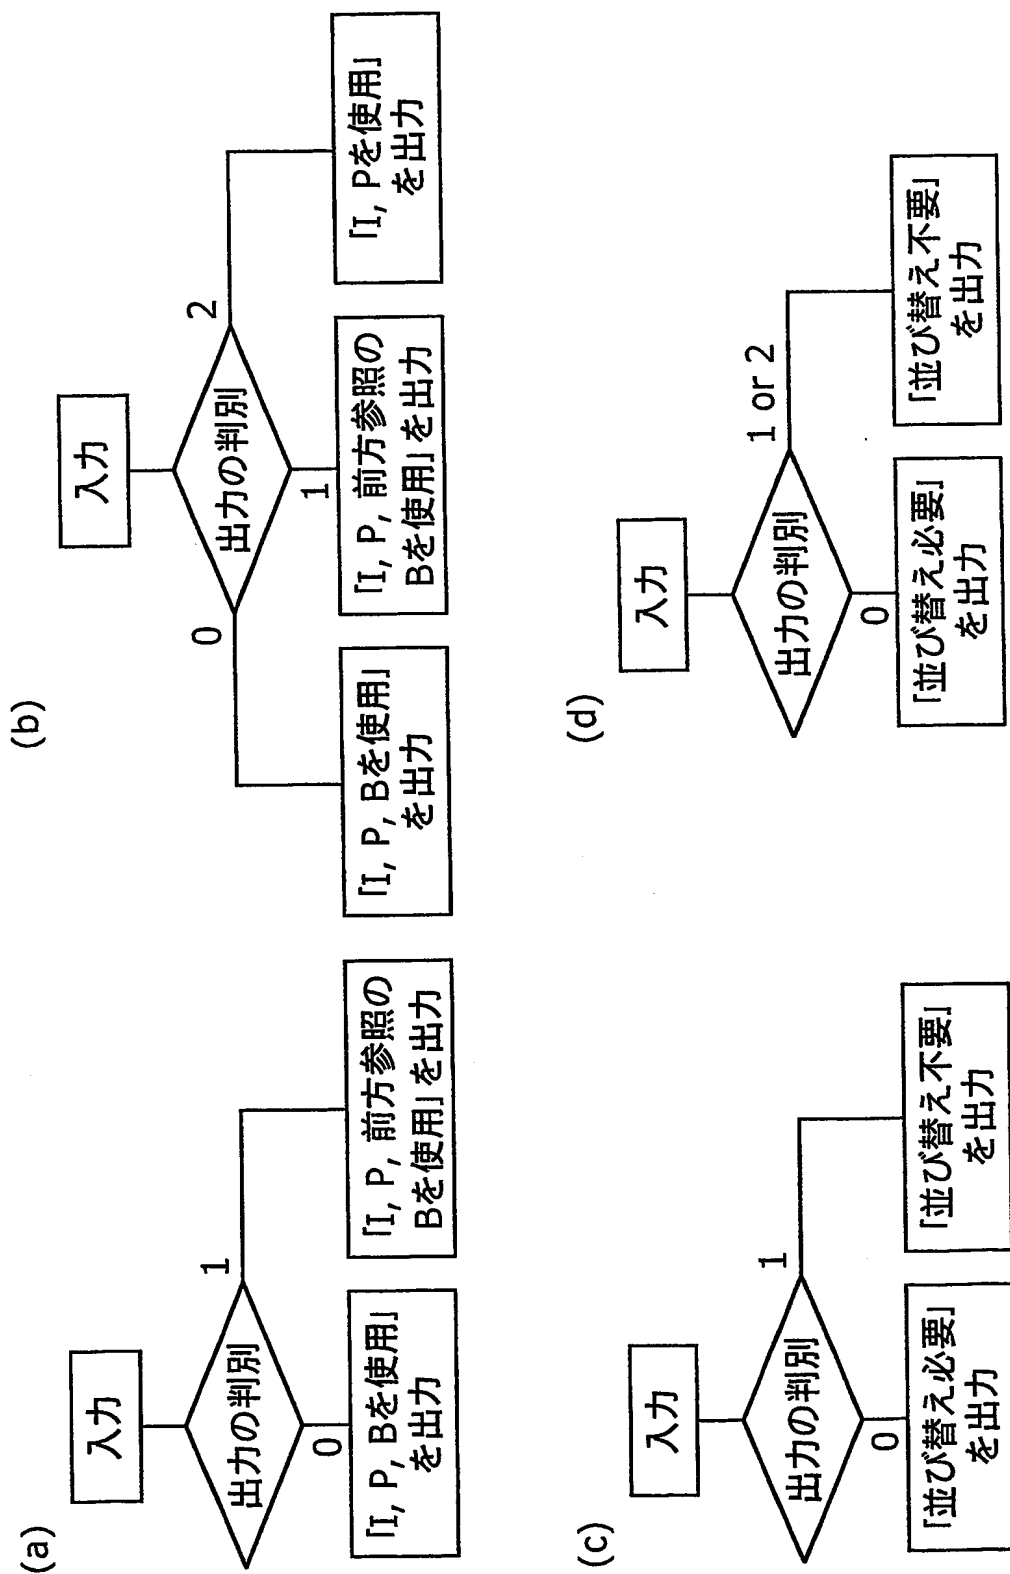 (a)
入力
出力の判別
0
1
「I, P, Bを使用」
を出力
「I, P, 前方参照の
Bを使用」を出力
(b)
入力
出力の判別
0
1
2
「I, P, Bを使用」
を出力
「I, P, 前方参照の
Bを使用」を出力
「I, Pを使用」
を出力
(c)
入力
出力の判別
0
1
「並び替え必要」
を出力
「並び替え不要」
を出力
(d)
入力
出力の判別
0
1 or 2
「並び替え必要」
を出力
「並び替え不要」
を出力